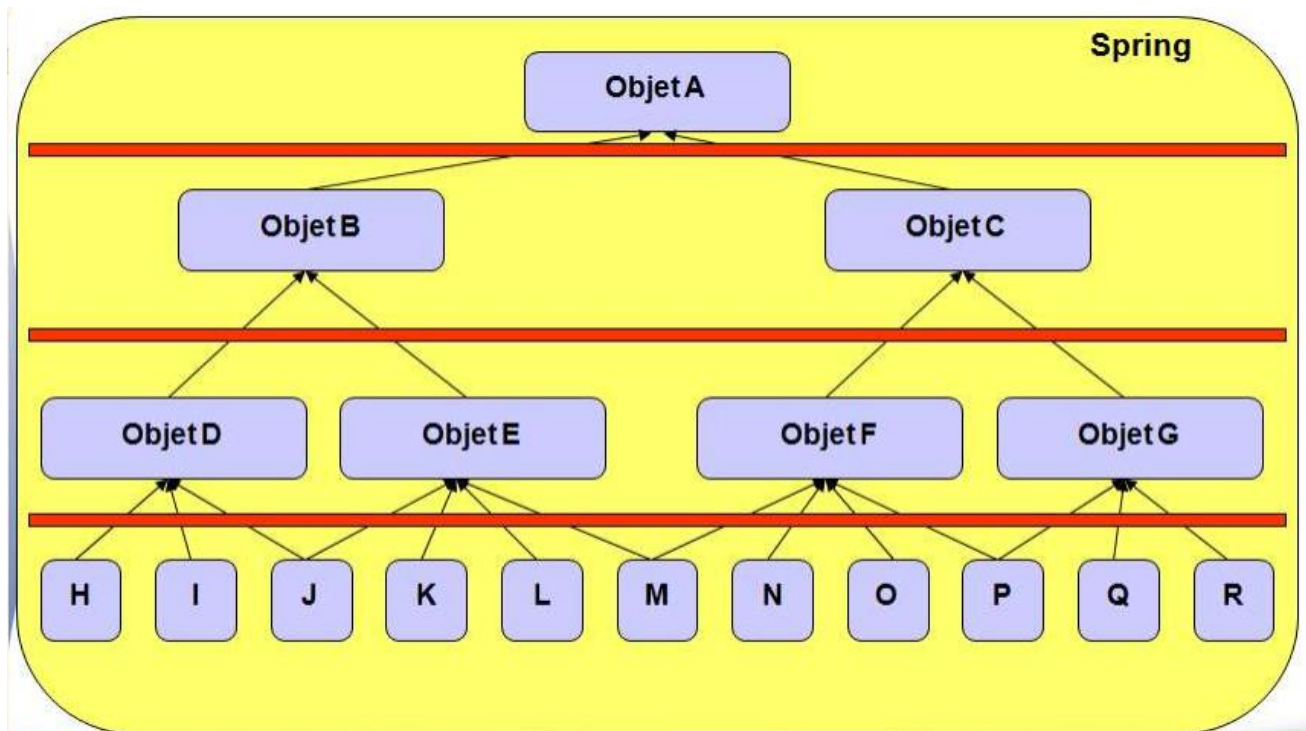 Spring
Objet A
Objet B
Objet C
Objet D
Objet E
Objet F
Objet G
H
I
J
K
L
M
N
O
P
Q
R